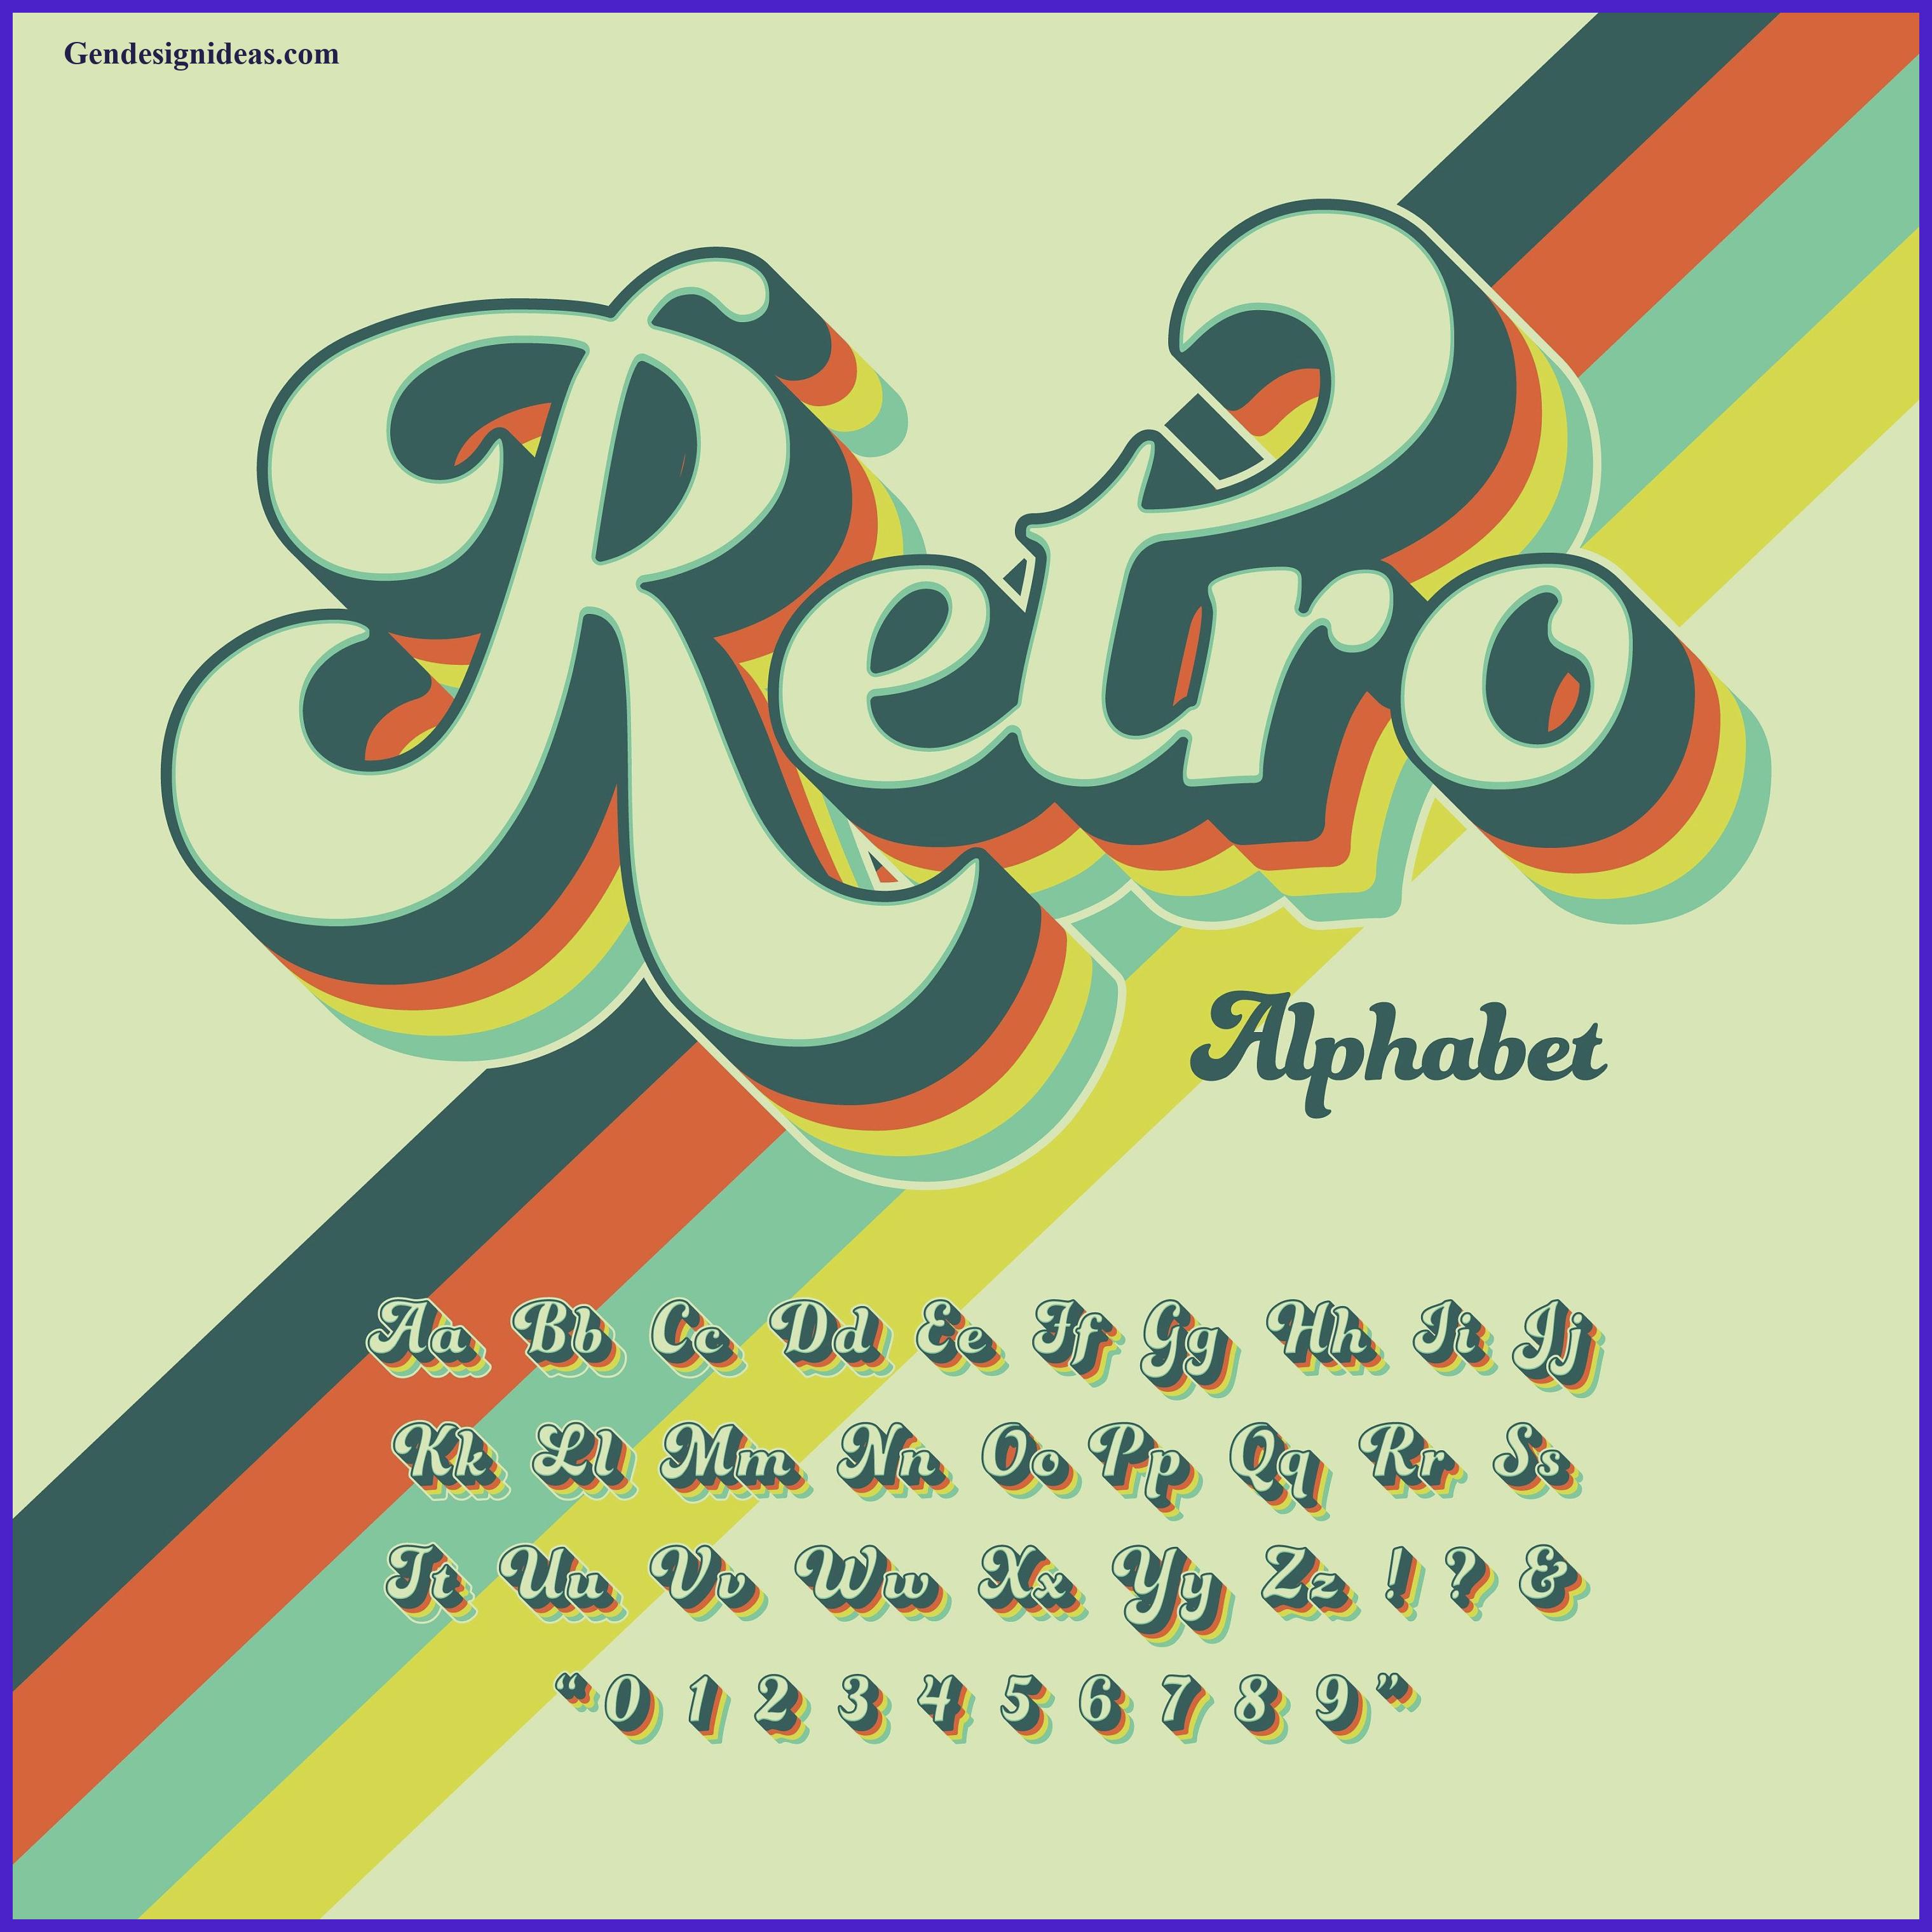 Gendesignideas.com
Retro
Alphabet
Aa Bb Cc Dd Ee Ff Gg Hh Ii Jj
Kk Ll Mm Nn Oo Pp Qq Rr Ss
Tt Uu Vv Ww Xx Yy Zz ! ? &
“0 1 2 3 4 5 6 7 8 9”